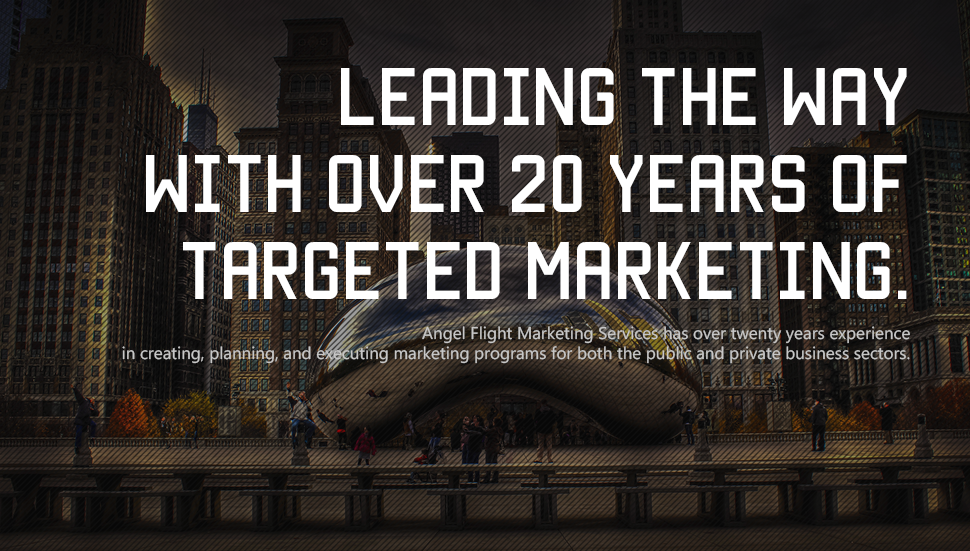 LEADING THE WAY
WITH OVER 20 YEARS OF
TARGETED MARKETING.
Angel Flight Marketing Services has over twenty years experience
in creating, planning, and executing marketing programs for both the public and private business sectors.